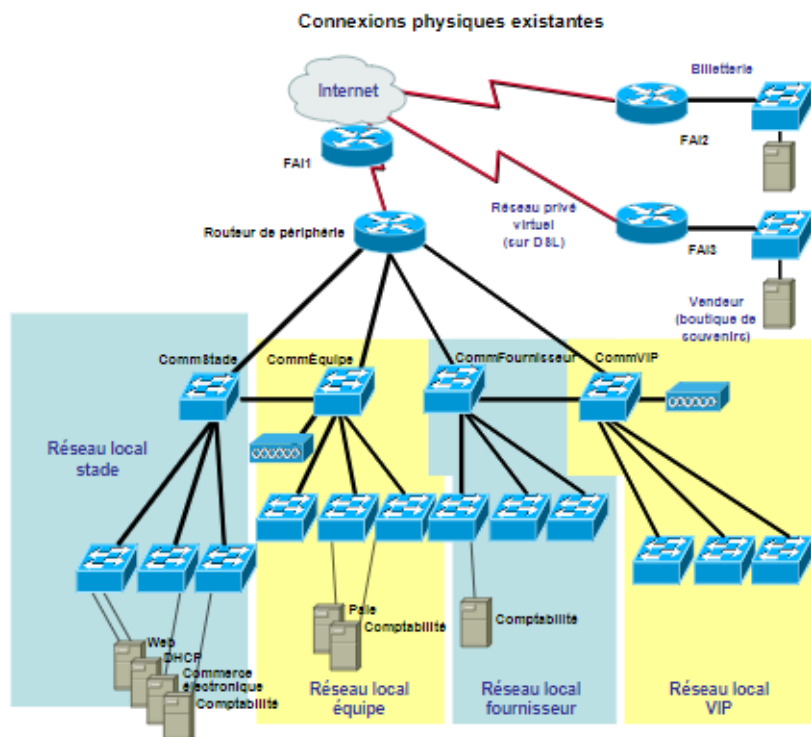 Connexions physiques existantes
Internet
Billetterie
FAI1
FAI2
Routeur de périphérie
Réseau privé
virtuel
(sur DSL)
FAI3
Vendeur
(boutique de
souvenirs)
CommStade
CommÉquipe
CommFournisseur
CommVIP
Réseau local
stade
Web
DHCP
Commerce
électronique
Comptabilité
Paie
Comptabilité
Comptabilité
Réseau local
équipe
Réseau local
fournisseur
Réseau local
VIP